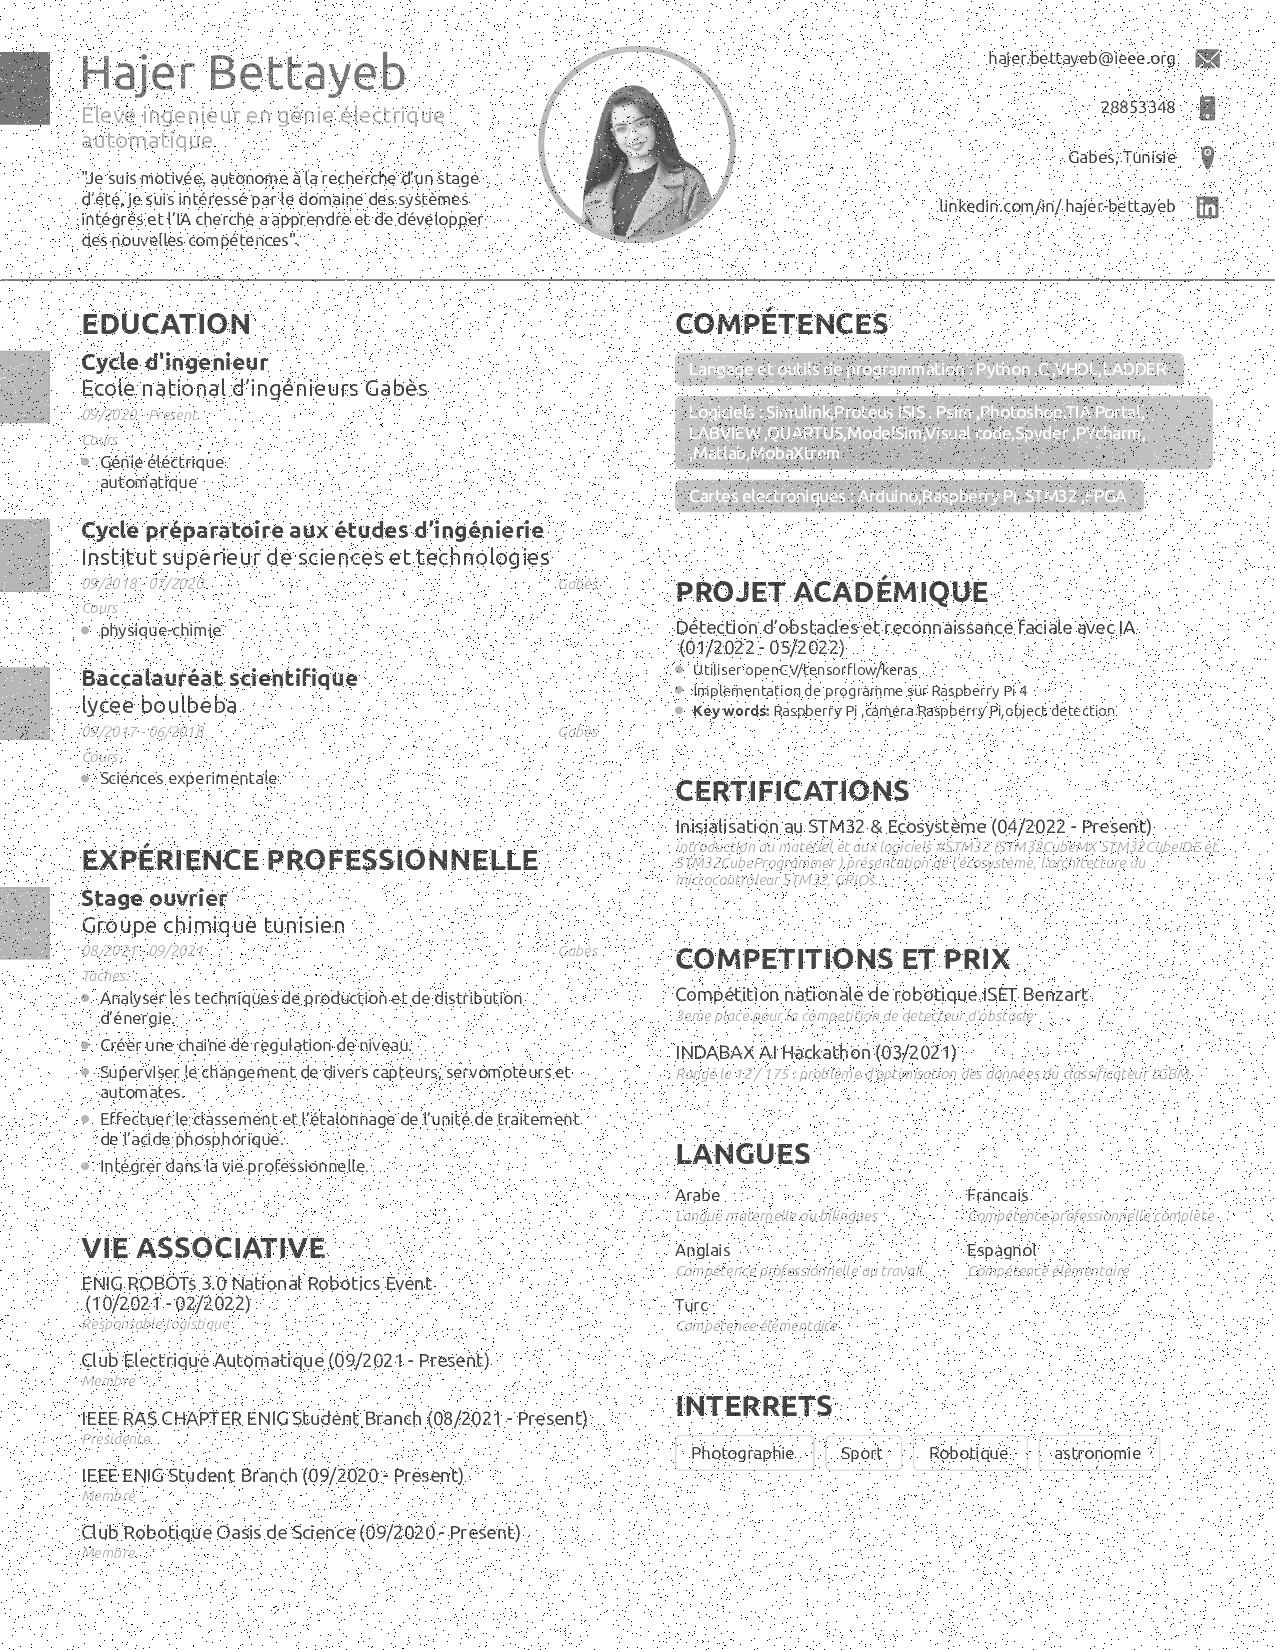 Hajer Bettayeb
Éleve ingenieur en génie électrique
automatique
"Je suis motivée, autonome à la recherche d'un stage
d'été, je suis intéressé par le domaine des systèmes
intégrés et l'IA cherche a apprendre et de développer
des nouvelles compétences".
hajer.bettayeb@ieee.org
28853348
Gabes, Tunisie
linkedin.com/in/ hajer-bettayeb
EDUCATION
Cycle d'ingenieur
Ecole national d'ingénieurs Gabès
09/2020 - Present
Cours
Génie éléctrique
automatique
Cycle préparatoire aux études d'ingénierie
Institut superieur de sciences et technologies
09/2018 - 07/2020
Gabès
Cours
physique-chimie
Baccalauréat scientifique
lycee boulbeba
09/2017 - 06/2018
Gabès
Cours
Sciences experimentale
EXPÉRIENCE PROFESSIONNELLE
Stage ouvrier
Groupe chimique tunisien
08/2021 - 09/2021
Gabès
Taches:
Analyser les techniques de production et de distribution
d'énergie.
Créer une chaine de regulation de niveau.
Superviser le changement de divers capteurs, servomoteurs et
automates.
Effectuer le classement et l'étalonnage de l'unité de traitement
de l'acide phosphorique.
Intégrer dans la vie professionnelle.
VIE ASSOCIATIVE
ENIG ROBOTs 3.0 National Robotics Event
(10/2021 - 02/2022)
Responsable logistique
Club Electrique Automatique (09/2021 - Present)
Membre
IEEE RAS CHAPTER ENIG Student Branch (08/2021 - Present)
Presidente
IEEE ENIG Student Branch (09/2020 - Present)
Membre
Club Robotique Oasis de Science (09/2020 - Present)
Membre
COMPÉTENCES
Langage et outils de programmation : Python ,C,VHDL,LADDER
Logiciels : Simulink,Proteus ISIS , Psim ,Photoshop,TIA Portal,
LABVIEW ,QUARTUS,ModelSim,Visual code,Spyder ,PYcharm,
,Matlab,MobaXtrem
Cartes electroniques : Arduino,Raspberry Pi, STM32 ,FPGA
PROJET ACADÉMIQUE
Détection d'obstacles et reconnaissance faciale avec IA
(01/2022 - 05/2022)
Utiliser openCV/tensorflow/keras
Implementation de programme sur Raspberry Pi 4
Key words: Raspberry Pi ,camera Raspberry Pi,object detection
CERTIFICATIONS
Inisialisation au STM32 & Ecosystème (04/2022 - Present)
introduction au matériel et aux logiciels #STM32 (STM32CubeMX STM32CubeIDE et
STM32CubeProgrammer ),présentation de l'écosystème, l'architecture du
microcontrôleur STM32, GPIOs
COMPETITIONS ET PRIX
Compétition nationale de robotique ISET Benzart
3eme place pour la competition de detecteur d'obstacle
INDABAX AI Hackathon (03/2021)
Rangé le 12 / 175 : problème d'optimisation des données du classificateur LGBM
LANGUES
Arabe
Langue maternelle ou bilingues
Francais
Compétence professionnelle complète
Anglais
Compétence professionnelle au travail
Espagnol
Compétence élémentaire
Turc
Compétence élémentaire
INTERRETS
Photographie
Sport
Robotique
astronomie